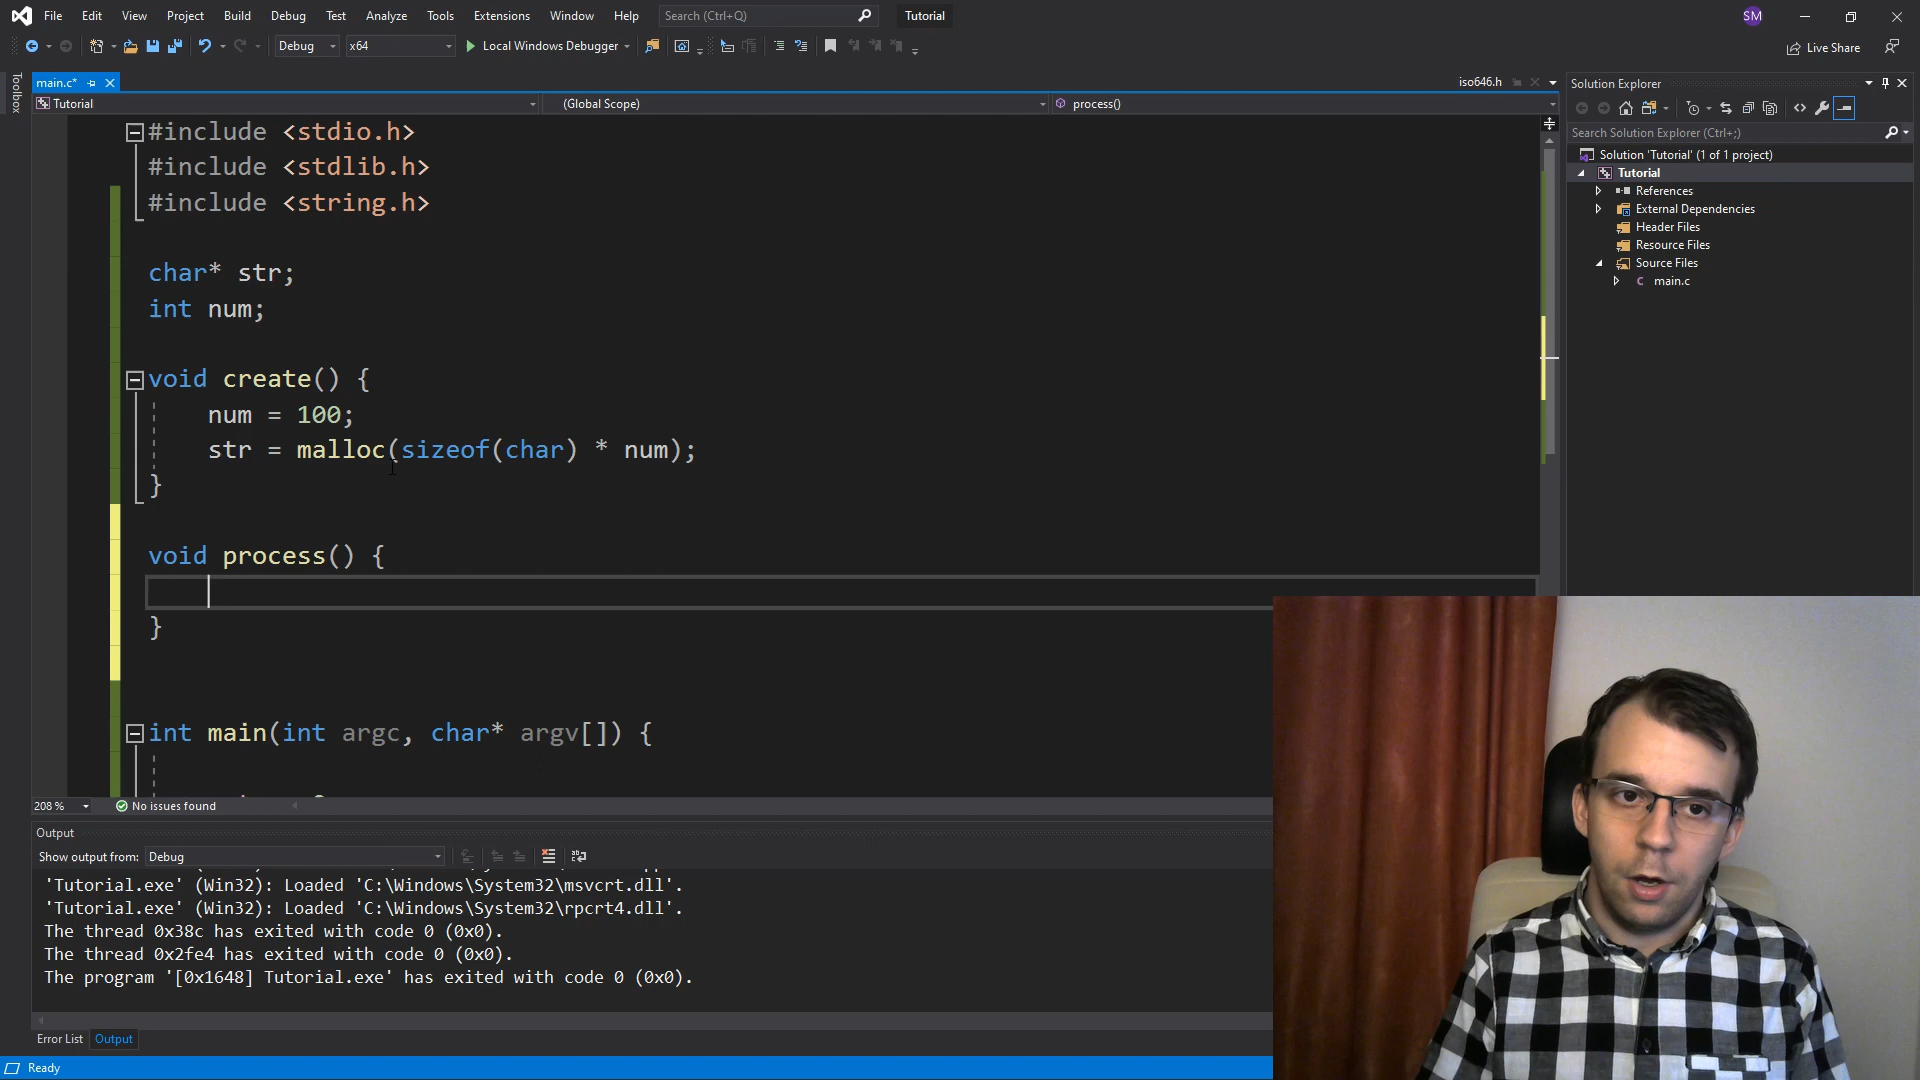 File Edit View Project Build Debug Test Analyze Tools Extensions Window Help Search (Ctrl+Q) Tutorial SM
Debug x64 Local Windows Debugger Live Share
main.c* iso646.h
Tutorial (Global Scope) process()
#include <stdio.h>
#include <stdlib.h>
#include <string.h>
char* str;
int num;
void create() {
num = 100;
str = malloc(sizeof(char) * num);
}
void process() {
}
int main(int argc, char* argv[]) {
208 % No issues found
Toolbox
Solution Explorer
Search Solution Explorer (Ctrl+;)
Solution 'Tutorial' (1 of 1 project)
Tutorial
References
External Dependencies
Header Files
Resource Files
Source Files
C main.c
Output
Show output from: Debug
'Tutorial.exe' (Win32): Loaded 'C:\Windows\System32\msvcrt.dll'.
'Tutorial.exe' (Win32): Loaded 'C:\Windows\System32\rpcrt4.dll'.
The thread 0x38c has exited with code 0 (0x0).
The thread 0x2fe4 has exited with code 0 (0x0).
The program '[0x1648] Tutorial.exe' has exited with code 0 (0x0).
Error List Output
Ready